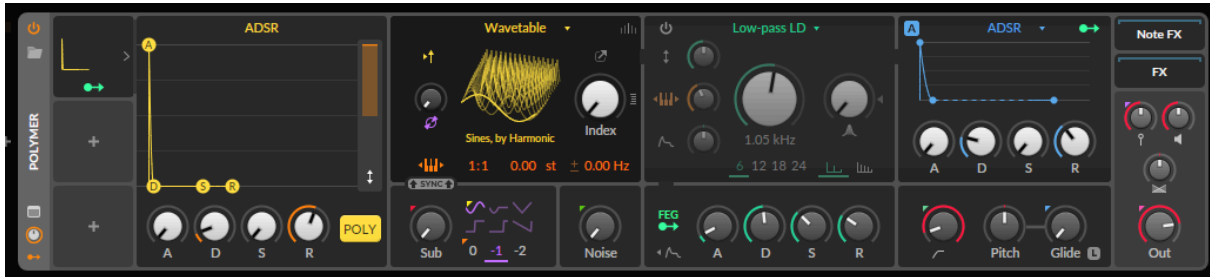 POLYMER
ADSR
A
D
S
R
A
D
S
R
POLY
Wavetable
Sines, by Harmonic
Index
1:1
0.00 st
± 0.00 Hz
SYNC
Sub
0
-1
-2
Noise
Low-pass LD
1.05 kHz
6 12 18 24
FEG
A
D
S
R
A
ADSR
A
D
S
R
Pitch
Glide
L
Note FX
FX
Out